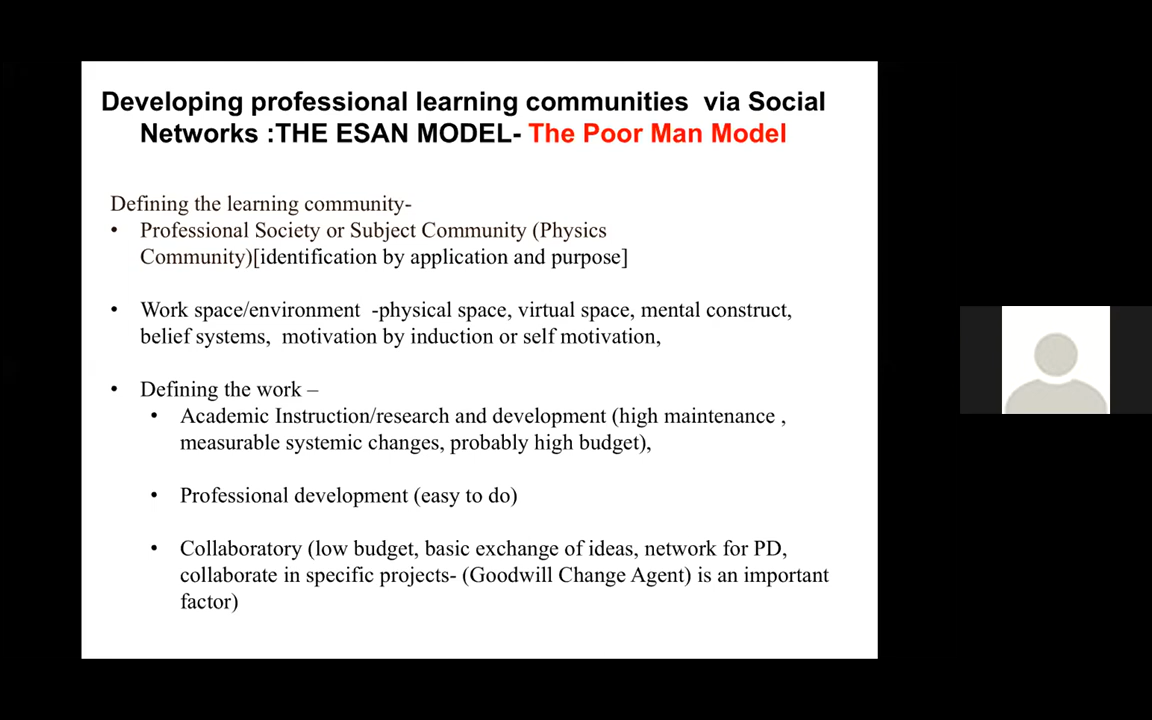 Developing professional learning communities  via Social
Networks :THE ESAN MODEL- The Poor Man Model
Defining the learning community-
• Professional Society or Subject Community (Physics
Community)[identification by application and purpose]
• Work space/environment  -physical space, virtual space, mental construct,
belief systems,  motivation by induction or self motivation,
• Defining the work –
• Academic Instruction/research and development (high maintenance ,
measurable systemic changes, probably high budget),
• Professional development (easy to do)
• Collaboratory (low budget, basic exchange of ideas, network for PD,
collaborate in specific projects- (Goodwill Change Agent) is an important
factor)